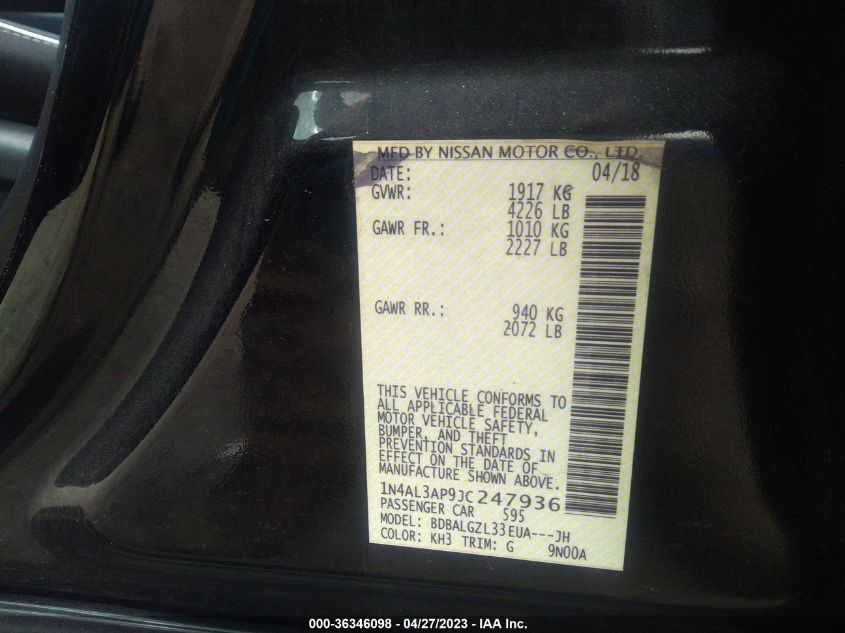 MFD BY NISSAN MOTOR CO., LTD.
DATE: 04/18
GVWR: 1917 KG
4226 LB
GAWR FR.: 1010 KG
2227 LB
GAWR RR.: 940 KG
2072 LB
THIS VEHICLE CONFORMS TO
ALL APPLICABLE FEDERAL
MOTOR VEHICLE SAFETY,
BUMPER, AND THEFT
PREVENTION STANDARDS IN
EFFECT ON THE DATE OF
MANUFACTURE SHOWN ABOVE.
1N4AL3AP9JC247936
PASSENGER CAR 595
MODEL: BDBALGZL33EUA---JH
COLOR: KH3 TRIM: G 9N00A
000-36346098 - 04/27/2023 - IAA Inc.